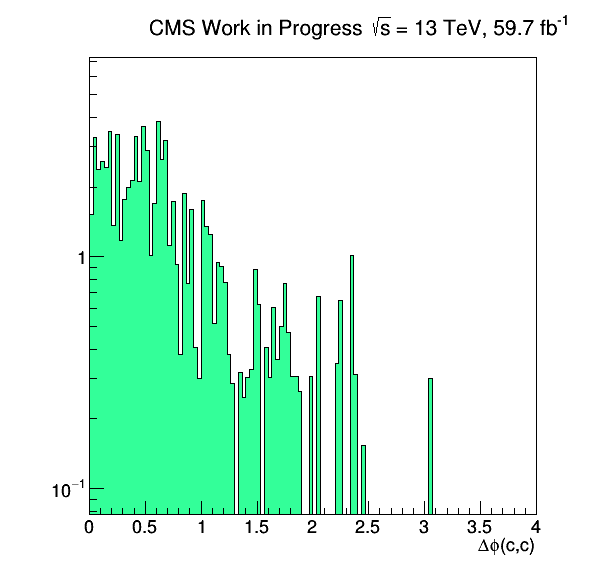 CMS Work in Progress √s = 13 TeV, 59.7 fb⁻¹
1
10⁻¹
0 0.5 1 1.5 2 2.5 3 3.5 4
Δϕ(c,c)